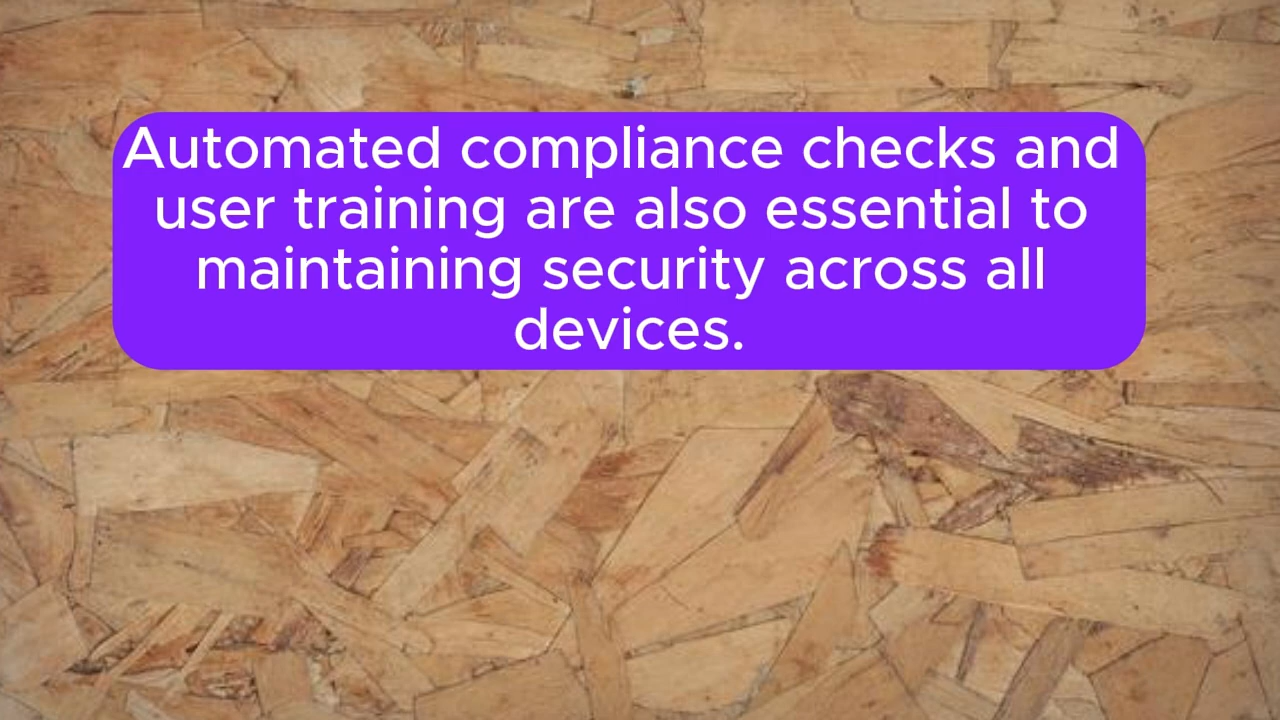 Automated compliance checks and
user training are also essential to
maintaining security across all
devices.